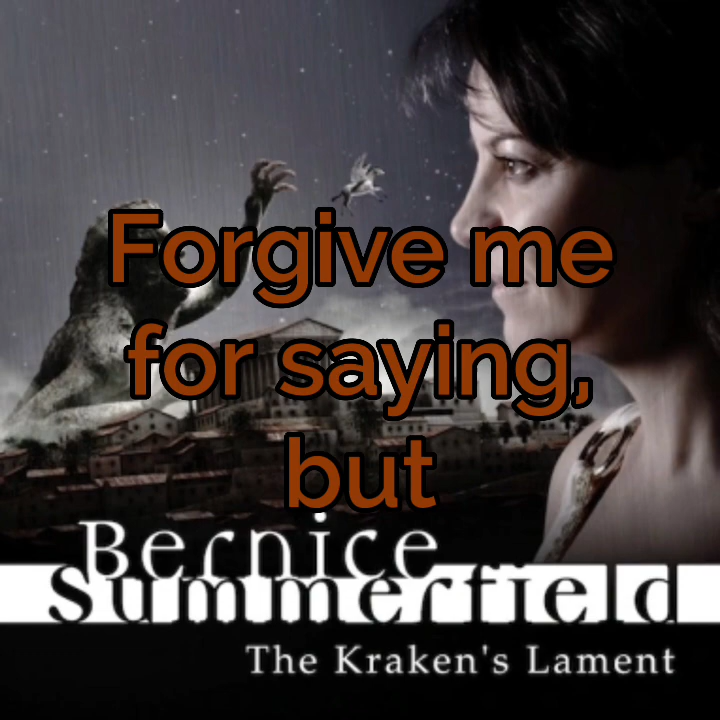 Forgive me
for saying,
but
Bernice
Summerfield
The Kraken's Lament